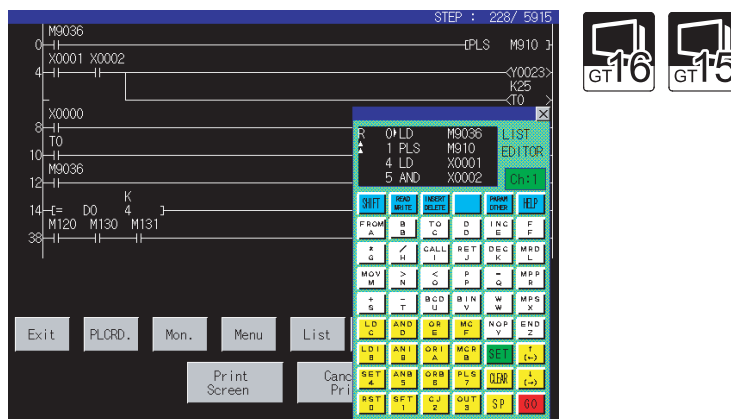 STEP : 228/ 5915
M9036
0 PLS M910
X0001 X0002
4 Y0023
K25
T0
X0000
8
T0
10
M9036
12
K
14 = D0 4
M120 M130 M131
38
R 0 LD M9036
1 PLS M910
4 LD X0001
5 AND X0002
LIST
EDITOR
Ch:1
SHIFT READ WRITE INSERT DELETE PARAM OTHER HELP
FROM A B B TO C D D INC E F F
* G / H CALL I RET J DEC K MRD L
MOV M > N < O P P = Q MPP R
+ S - T BCD U BIN V W W MPS X
LD C AND D OR E MC F NOP Y END Z
LDI 8 ANI 9 ORI A MCR B SET ↑ (←)
SET 4 ANB 5 ORB 6 PLS 7 CLEAR ↓ (→)
RST 0 SFT 1 CJ 2 OUT 3 SP GO
Exit PLCRD. Mon. Menu List
Print
Screen
Canc
Pri
GT16
GT15